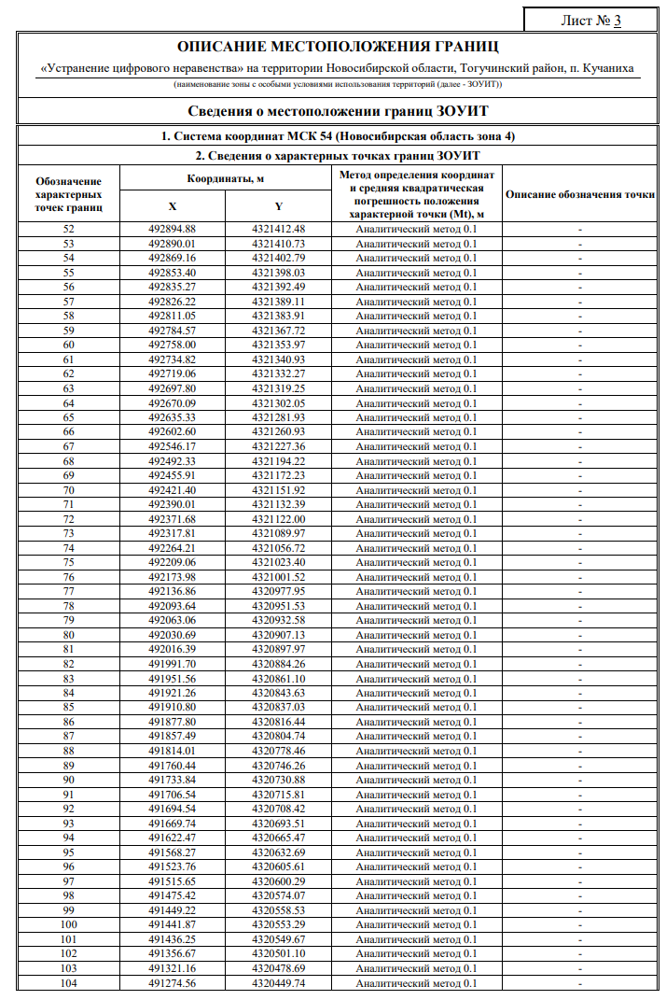 Лист № 3
ОПИСАНИЕ МЕСТОПОЛОЖЕНИЯ ГРАНИЦ
«Устранение цифрового неравенства» на территории Новосибирской области, Тогучинский район, п. Кучаниха
(наименование зоны с особыми условиями использования территорий (далее - ЗОУИТ))
Сведения о местоположении границ ЗОУИТ
1. Система координат МСК 54 (Новосибирская область зона 4)
2. Сведения о характерных точках границ ЗОУИТ
Обозначение
характерных
точек границ
Координаты, м
X Y
Метод определения координат
и средняя квадратическая
погрешность положения
характерной точки (Mt), м
Описание обозначения точки
52 492894.88 4321412.48 Аналитический метод 0.1 -
53 492890.01 4321410.73 Аналитический метод 0.1 -
54 492869.16 4321402.79 Аналитический метод 0.1 -
55 492853.40 4321398.03 Аналитический метод 0.1 -
56 492835.27 4321392.49 Аналитический метод 0.1 -
57 492826.22 4321389.11 Аналитический метод 0.1 -
58 492811.05 4321383.91 Аналитический метод 0.1 -
59 492784.57 4321367.72 Аналитический метод 0.1 -
60 492758.00 4321353.97 Аналитический метод 0.1 -
61 492734.82 4321340.93 Аналитический метод 0.1 -
62 492719.06 4321332.27 Аналитический метод 0.1 -
63 492697.80 4321319.25 Аналитический метод 0.1 -
64 492670.09 4321302.05 Аналитический метод 0.1 -
65 492635.33 4321281.93 Аналитический метод 0.1 -
66 492602.60 4321260.93 Аналитический метод 0.1 -
67 492546.17 4321227.36 Аналитический метод 0.1 -
68 492492.33 4321194.22 Аналитический метод 0.1 -
69 492455.91 4321172.23 Аналитический метод 0.1 -
70 492421.40 4321151.92 Аналитический метод 0.1 -
71 492390.01 4321132.39 Аналитический метод 0.1 -
72 492371.68 4321122.00 Аналитический метод 0.1 -
73 492317.81 4321089.97 Аналитический метод 0.1 -
74 492264.21 4321056.72 Аналитический метод 0.1 -
75 492209.06 4321023.40 Аналитический метод 0.1 -
76 492173.98 4321001.52 Аналитический метод 0.1 -
77 492136.86 4320977.95 Аналитический метод 0.1 -
78 492093.64 4320951.53 Аналитический метод 0.1 -
79 492063.06 4320932.58 Аналитический метод 0.1 -
80 492030.69 4320907.13 Аналитический метод 0.1 -
81 492016.39 4320897.97 Аналитический метод 0.1 -
82 491991.70 4320884.26 Аналитический метод 0.1 -
83 491951.56 4320861.10 Аналитический метод 0.1 -
84 491921.26 4320843.63 Аналитический метод 0.1 -
85 491910.80 4320837.03 Аналитический метод 0.1 -
86 491877.80 4320816.44 Аналитический метод 0.1 -
87 491857.49 4320804.74 Аналитический метод 0.1 -
88 491814.01 4320778.46 Аналитический метод 0.1 -
89 491760.44 4320746.26 Аналитический метод 0.1 -
90 491733.84 4320730.88 Аналитический метод 0.1 -
91 491706.54 4320715.81 Аналитический метод 0.1 -
92 491694.54 4320708.42 Аналитический метод 0.1 -
93 491669.74 4320693.51 Аналитический метод 0.1 -
94 491622.47 4320665.47 Аналитический метод 0.1 -
95 491568.27 4320632.69 Аналитический метод 0.1 -
96 491523.76 4320605.61 Аналитический метод 0.1 -
97 491515.65 4320600.29 Аналитический метод 0.1 -
98 491475.42 4320574.07 Аналитический метод 0.1 -
99 491449.22 4320558.53 Аналитический метод 0.1 -
100 491441.87 4320553.29 Аналитический метод 0.1 -
101 491436.25 4320549.67 Аналитический метод 0.1 -
102 491356.67 4320501.10 Аналитический метод 0.1 -
103 491321.16 4320478.69 Аналитический метод 0.1 -
104 491274.56 4320449.74 Аналитический метод 0.1 -